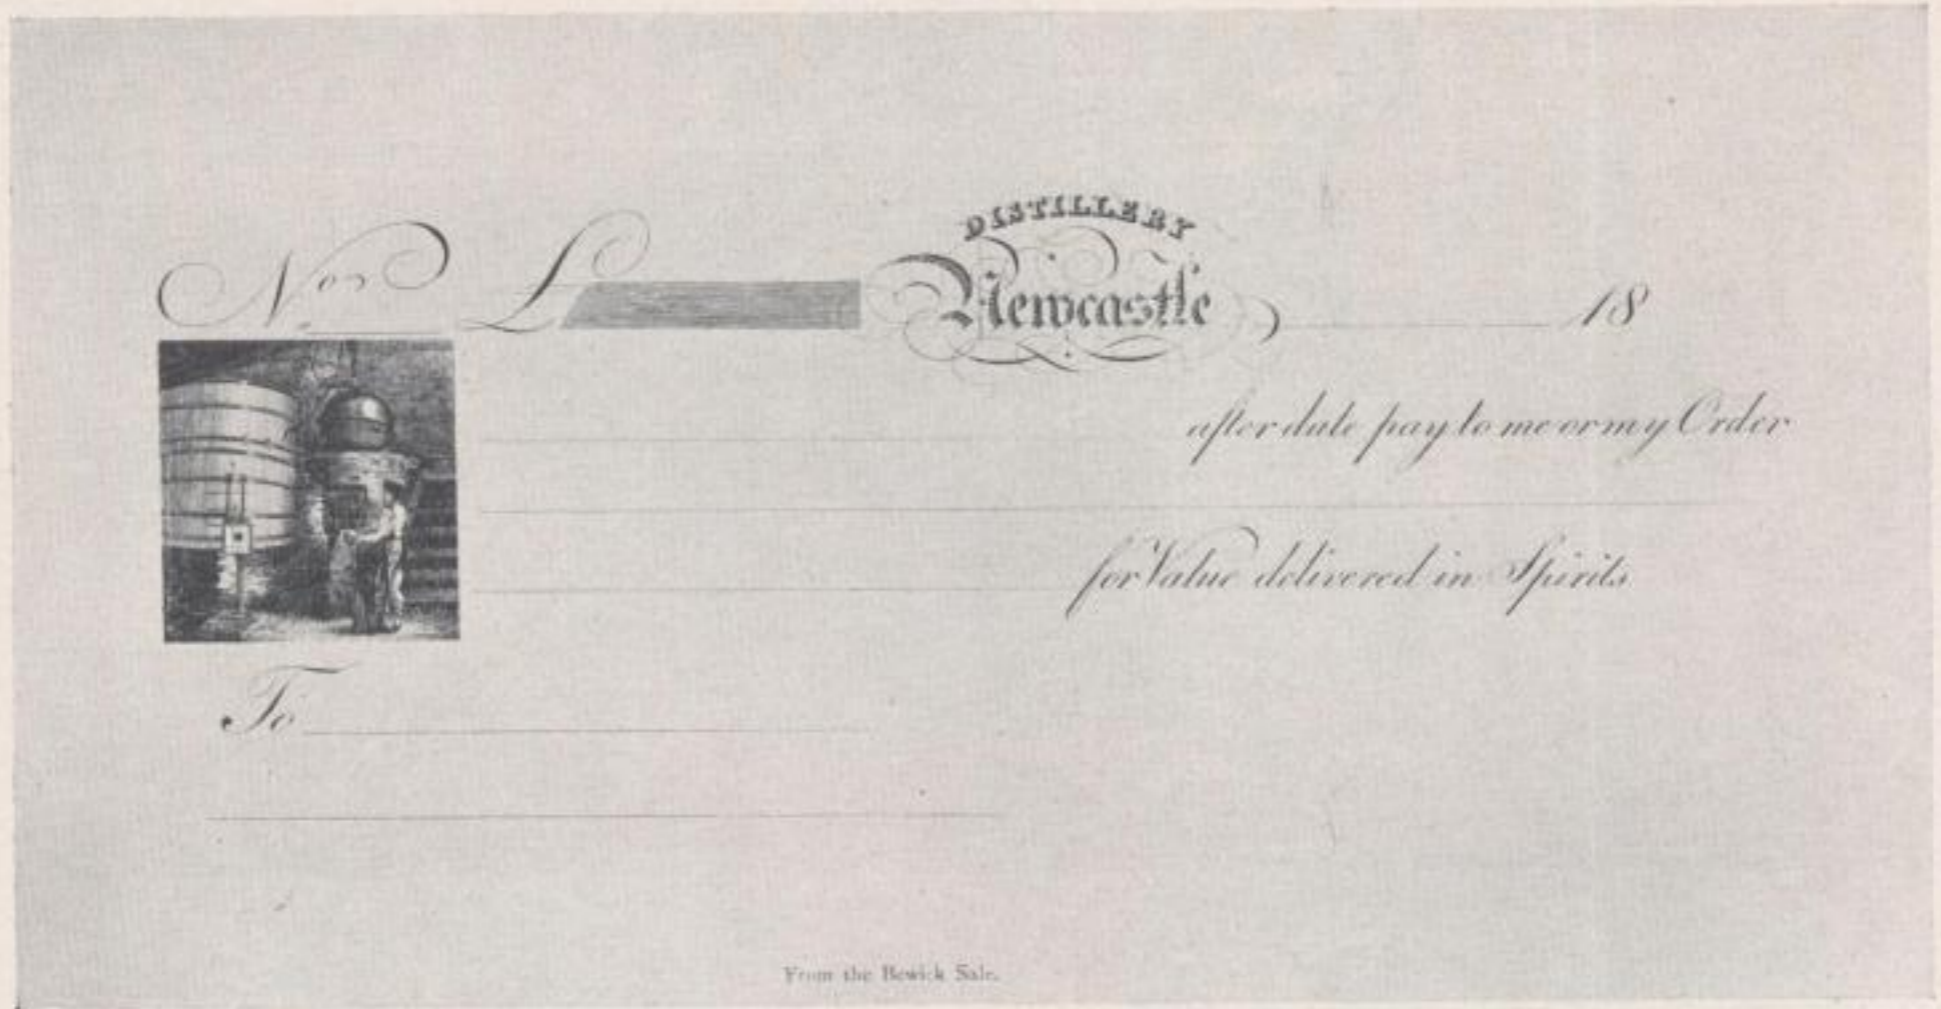 DISTILLERY
No. £ Newcastle 18
after date pay to me or my Order
for Value delivered in Spirits
To
From the Bewick Sale.